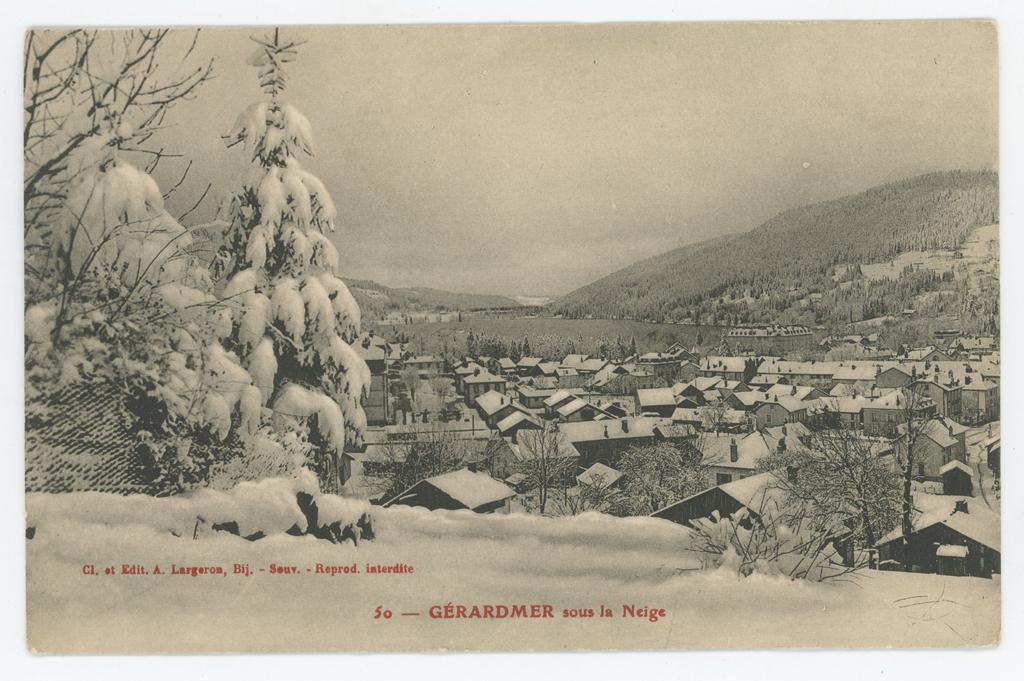 Cl. et Edit. A. Largeron, Bij. - Souv. - Reprod. interdite
50 — GÉRARDMER sous la Neige